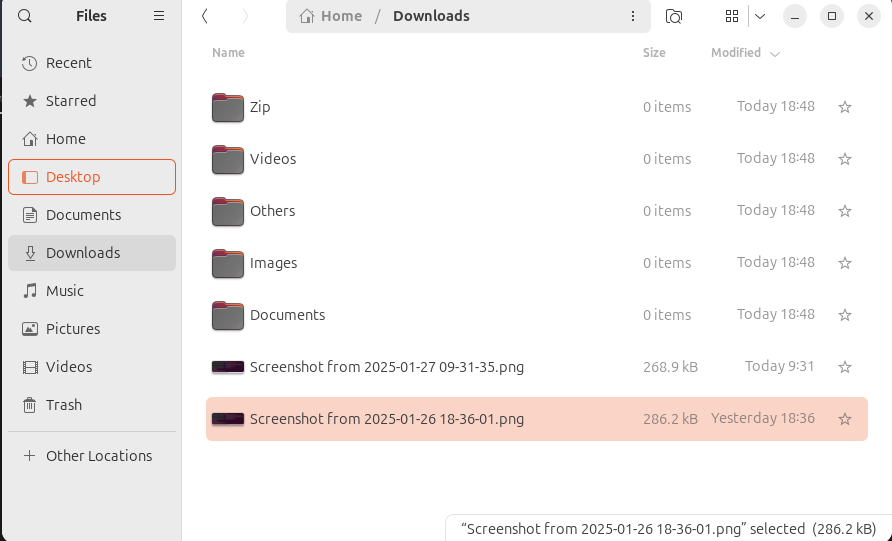 Files
Home / Downloads
Name Size Modified
Recent
Starred
Home
Desktop
Documents
Downloads
Music
Pictures
Videos
Trash
Other Locations
Zip 0 items Today 18:48
Videos 0 items Today 18:48
Others 0 items Today 18:48
Images 0 items Today 18:48
Documents 0 items Today 18:48
Screenshot from 2025-01-27 09-31-35.png 268.9 kB Today 9:31
Screenshot from 2025-01-26 18-36-01.png 286.2 kB Yesterday 18:36
“Screenshot from 2025-01-26 18-36-01.png” selected (286.2 kB)